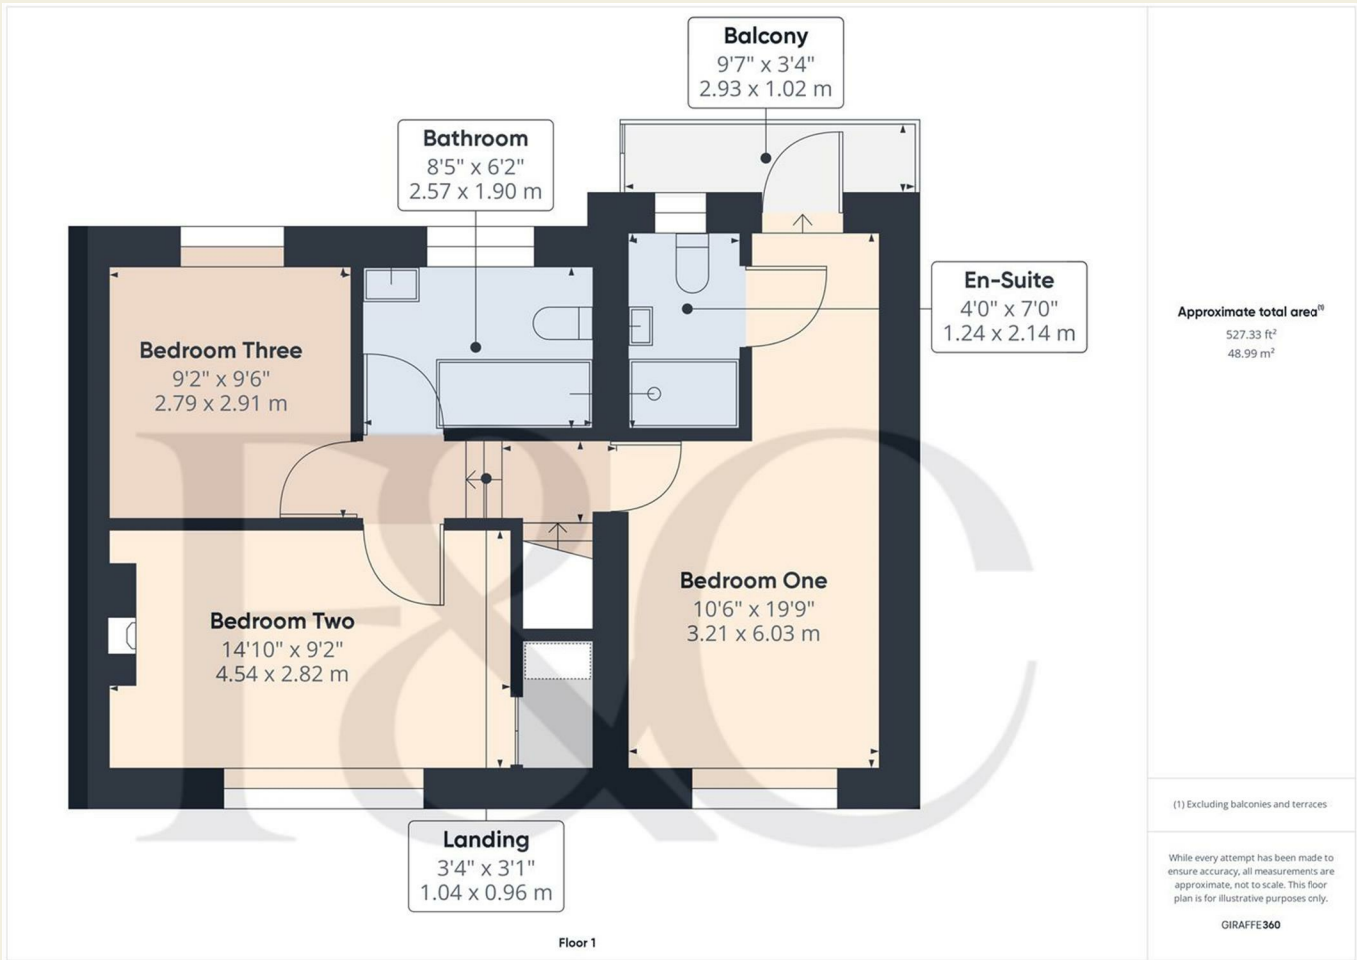 Balcony
9'7" x 3'4"
2.93 x 1.02 m
Bathroom
8'5" x 6'2"
2.57 x 1.90 m
En-Suite
4'0" x 7'0"
1.24 x 2.14 m
Bedroom Three
9'2" x 9'6"
2.79 x 2.91 m
Bedroom One
10'6" x 19'9"
3.21 x 6.03 m
Bedroom Two
14'10" x 9'2"
4.54 x 2.82 m
Landing
3'4" x 3'1"
1.04 x 0.96 m
Floor 1
F&C
Approximate total area(1)
527.33 ft²
48.99 m²
(1) Excluding balconies and terraces
While every attempt has been made to
ensure accuracy, all measurements are
approximate, not to scale. This floor
plan is for illustrative purposes only.
GIRAFFE360